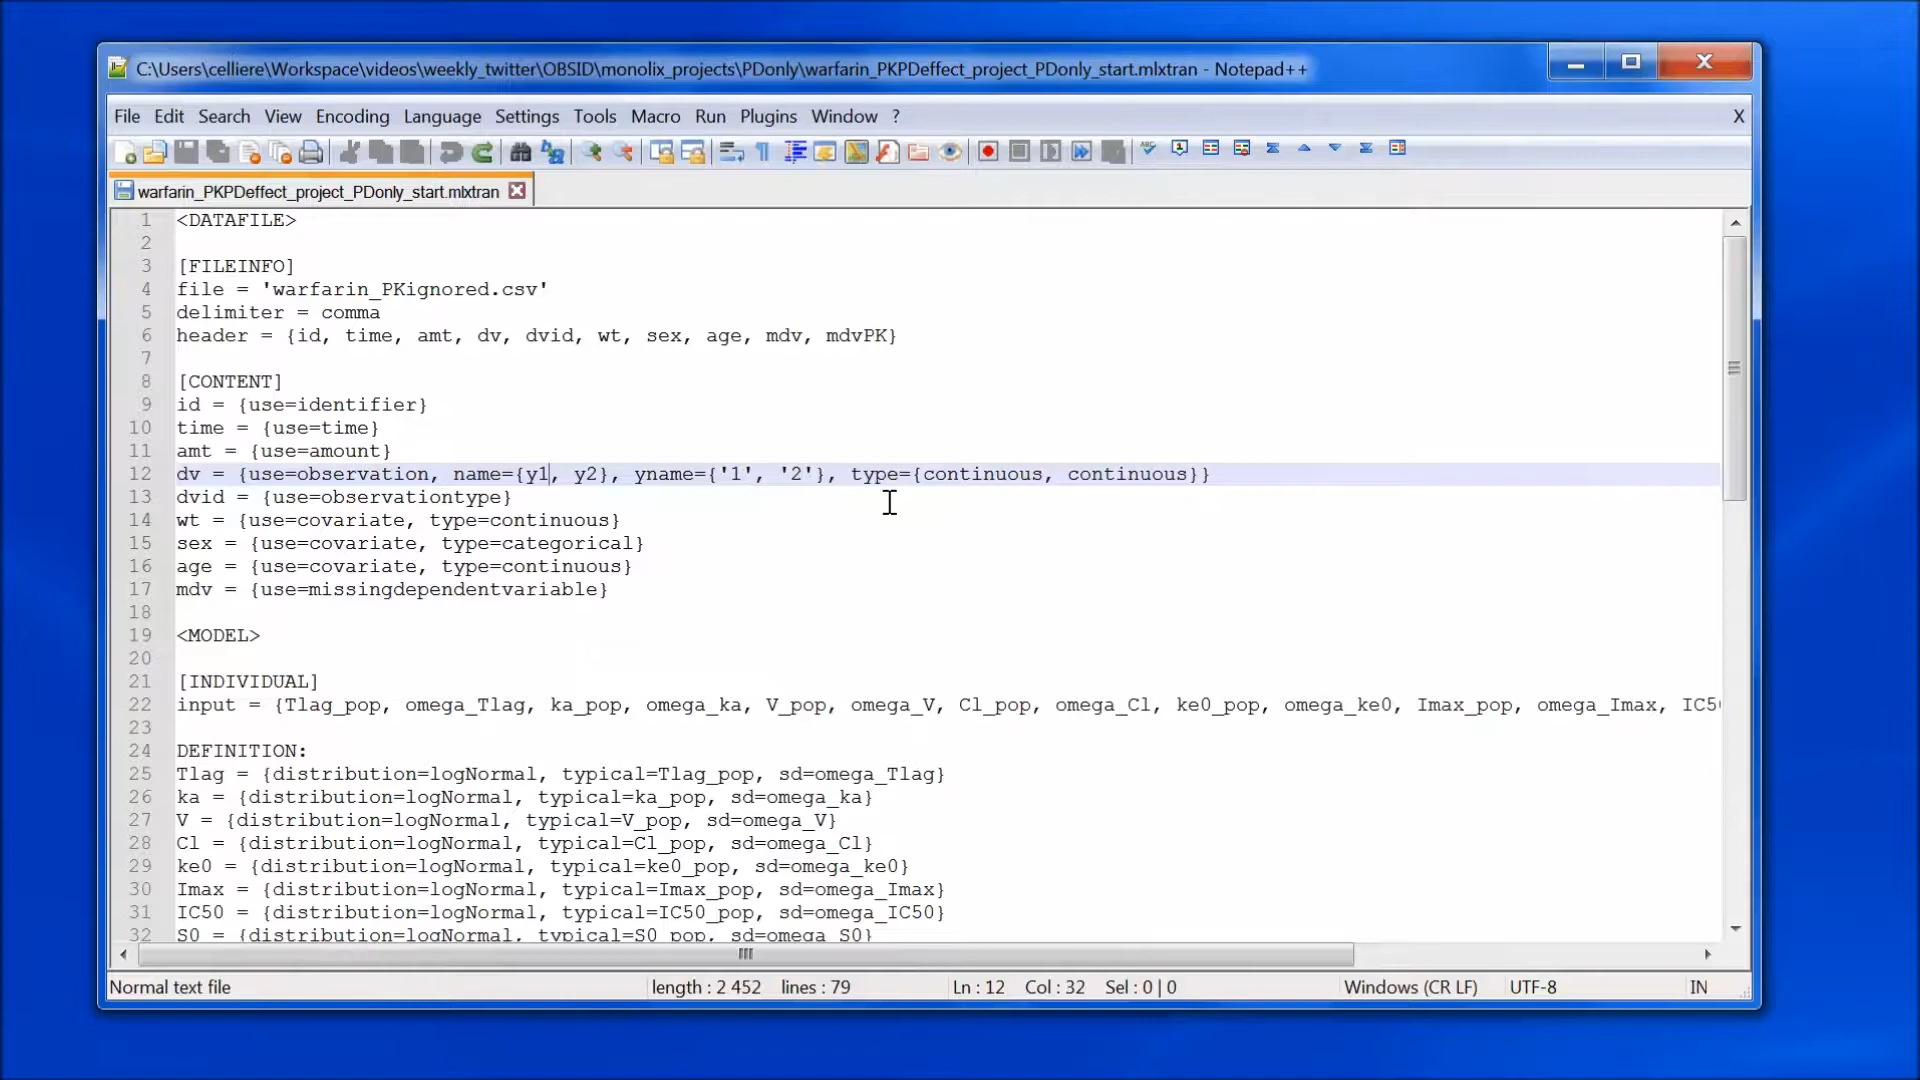 C:\Users\celliere\Workspace\videos\weekly_twitter\OBSID\monolix_projects\PDonly\warfarin_PKPDeffect_project_PDonly_start.mlxtran - Notepad++
File Edit Search View Encoding Language Settings Tools Macro Run Plugins Window ? X
warfarin_PKPDeffect_project_PDonly_start.mlxtran
1 <DATAFILE>
2
3 [FILEINFO]
4 file = 'warfarin_PKignored.csv'
5 delimiter = comma
6 header = {id, time, amt, dv, dvid, wt, sex, age, mdv, mdvPK}
7
8 [CONTENT]
9 id = {use=identifier}
10 time = {use=time}
11 amt = {use=amount}
12 dv = {use=observation, name={y1, y2}, yname={'1', '2'}, type={continuous, continuous}}
13 dvid = {use=observationtype}
14 wt = {use=covariate, type=continuous}
15 sex = {use=covariate, type=categorical}
16 age = {use=covariate, type=continuous}
17 mdv = {use=missingdependentvariable}
18
19 <MODEL>
20
21 [INDIVIDUAL]
22 input = {Tlag_pop, omega_Tlag, ka_pop, omega_ka, V_pop, omega_V, Cl_pop, omega_Cl, ke0_pop, omega_ke0, Imax_pop, omega_Imax, IC5
23
24 DEFINITION:
25 Tlag = {distribution=logNormal, typical=Tlag_pop, sd=omega_Tlag}
26 ka = {distribution=logNormal, typical=ka_pop, sd=omega_ka}
27 V = {distribution=logNormal, typical=V_pop, sd=omega_V}
28 Cl = {distribution=logNormal, typical=Cl_pop, sd=omega_Cl}
29 ke0 = {distribution=logNormal, typical=ke0_pop, sd=omega_ke0}
30 Imax = {distribution=logNormal, typical=Imax_pop, sd=omega_Imax}
31 IC50 = {distribution=logNormal, typical=IC50_pop, sd=omega_IC50}
32 S0 = {distribution=logNormal, typical=S0_pop, sd=omega_S0}
Normal text file length : 2 452 lines : 79 Ln : 12 Col : 32 Sel : 0 | 0 Windows (CR LF) UTF-8 IN